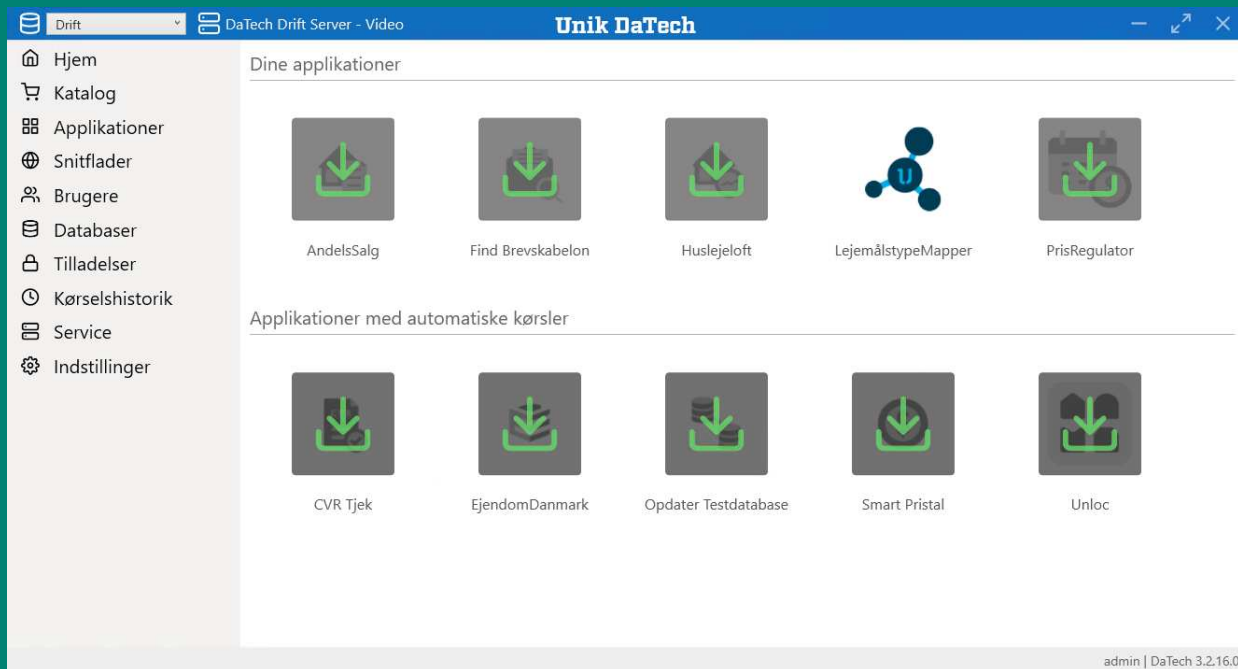 Drift
DaTech Drift Server - Video
Unik DaTech
Hjem
Katalog
Applikationer
Snitflader
Brugere
Databaser
Tilladelser
Kørselshistorik
Service
Indstillinger
Dine applikationer
AndelsSalg
Find Brevskabelon
Huslejeloft
U
LejemålstypeMapper
PrisRegulator
Applikationer med automatiske kørsler
CVR Tjek
EjendomDanmark
Opdater Testdatabase
Smart Pristal
Unloc
admin | DaTech 3.2.16.0